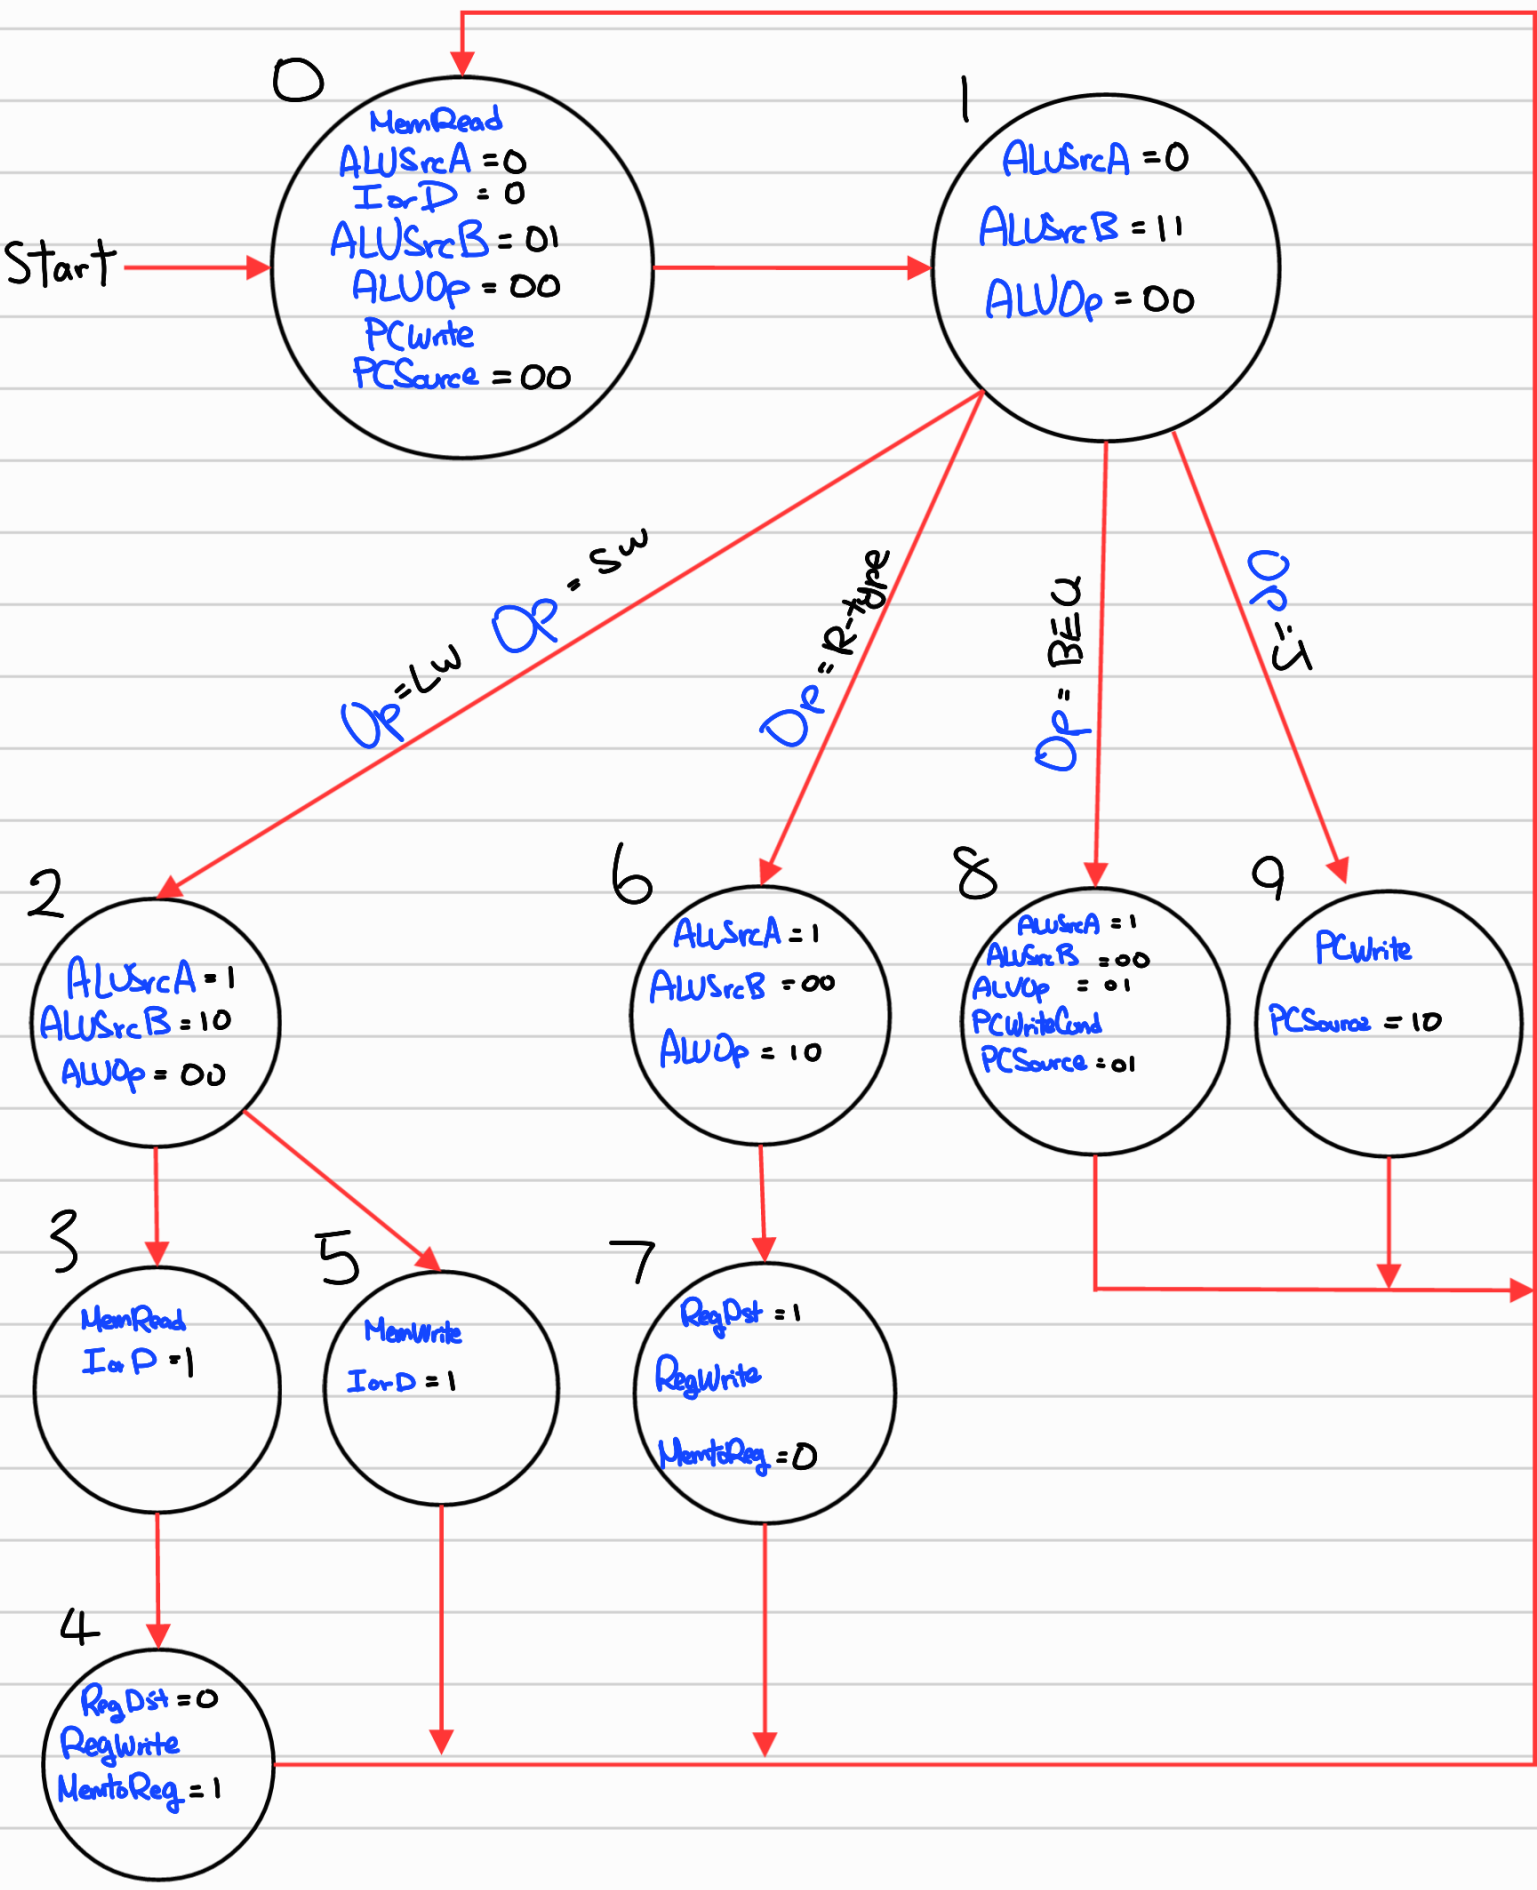 0
MemRead
ALUSrcA = 0
IorD = 0
ALUSrcB = 01
ALUOp = 00
PCWrite
PCSource = 00
Start
1
ALUSrcA = 0
ALUSrcB = 11
ALUOp = 00
Op = LW Op = SW
Op = R-type
Op = BEQ
Op = J
2
ALUSrcA = 1
ALUSrcB = 10
ALUOp = 00
6
ALUSrcA = 1
ALUSrcB = 00
ALUOp = 10
8
ALUSrcA = 1
ALUSrcB = 00
ALUOp = 01
PCWriteCond
PCSource = 01
9
PCWrite
PCSource = 10
3
MemRead
IorD = 1
5
MemWrite
IorD = 1
7
RegDst = 1
RegWrite
MemtoReg = 0
4
RegDst = 0
RegWrite
MemtoReg = 1